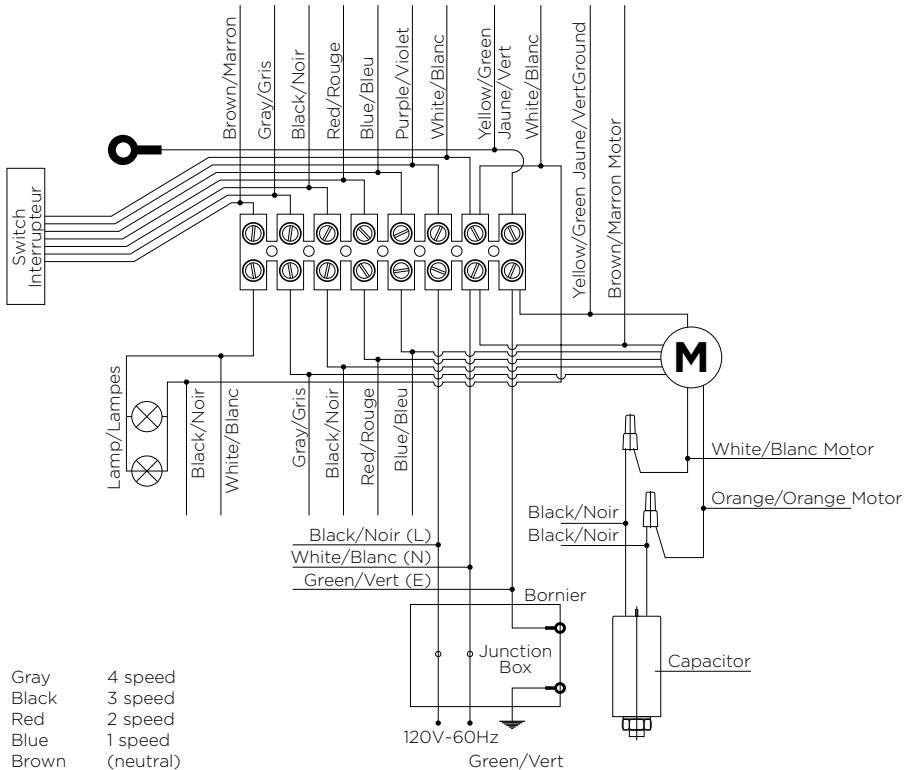 Brown/Marron
Gray/Gris
Black/Noir
Red/Rouge
Blue/Bleu
Purple/Violet
White/Blanc
Yellow/Green
Jaune/Vert
White/Blanc
Yellow/Green Jaune/VertGround
Brown/Marron Motor
Switch
Interrupteur
M
Lamp/Lampes
Black/Noir
White/Blanc
Gray/Gris
Black/Noir
Red/Rouge
Blue/Bleu
White/Blanc Motor
Orange/Orange Motor
Black/Noir
Black/Noir
Black/Noir (L)
White/Blanc (N)
Green/Vert (E)
Bornier
Junction
Box
Capacitor
120V~60Hz
Green/Vert
Gray 4 speed
Black 3 speed
Red 2 speed
Blue 1 speed
Brown (neutral)